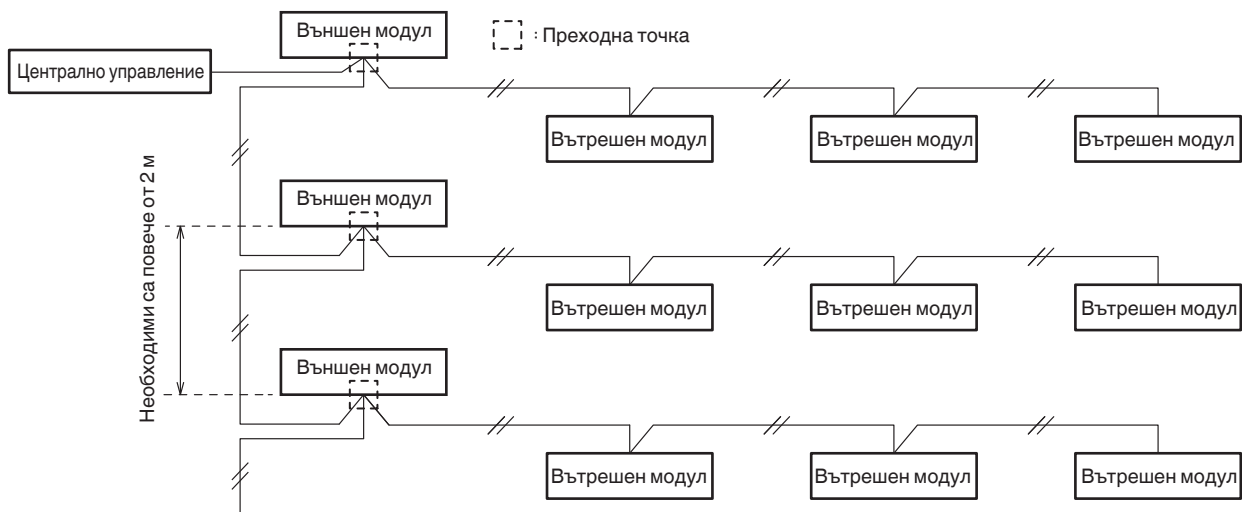 Външен модул
: Преходна точка
Централно управление
Вътрешен модул
Вътрешен модул
Вътрешен модул
Необходими са повече от 2 м
Външен модул
Вътрешен модул
Вътрешен модул
Вътрешен модул
Външен модул
Вътрешен модул
Вътрешен модул
Вътрешен модул